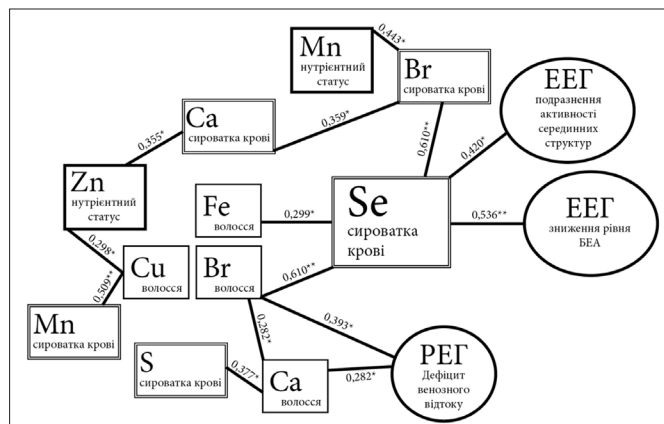 Mn
нутрієнтний
статус
0,443*
Br
сироватка крові
ЕЕГ
подразнення
активності
серединних
структур
Ca
сироватка крові
0,359*
0,355*
0,610**
0,420*
Zn
нутрієнтний
статус
Fe
волосся
0,299*
Se
сироватка
крові
0,536**
ЕЕГ
зниження рівня
БЕА
0,298*
Cu
волосся
Br
волосся
0,610**
0,509**
Mn
сироватка крові
0,282*
0,393*
S
сироватка крові
0,377*
Ca
волосся
0,282*
РЕГ
Дефіцит
венозного
відтоку